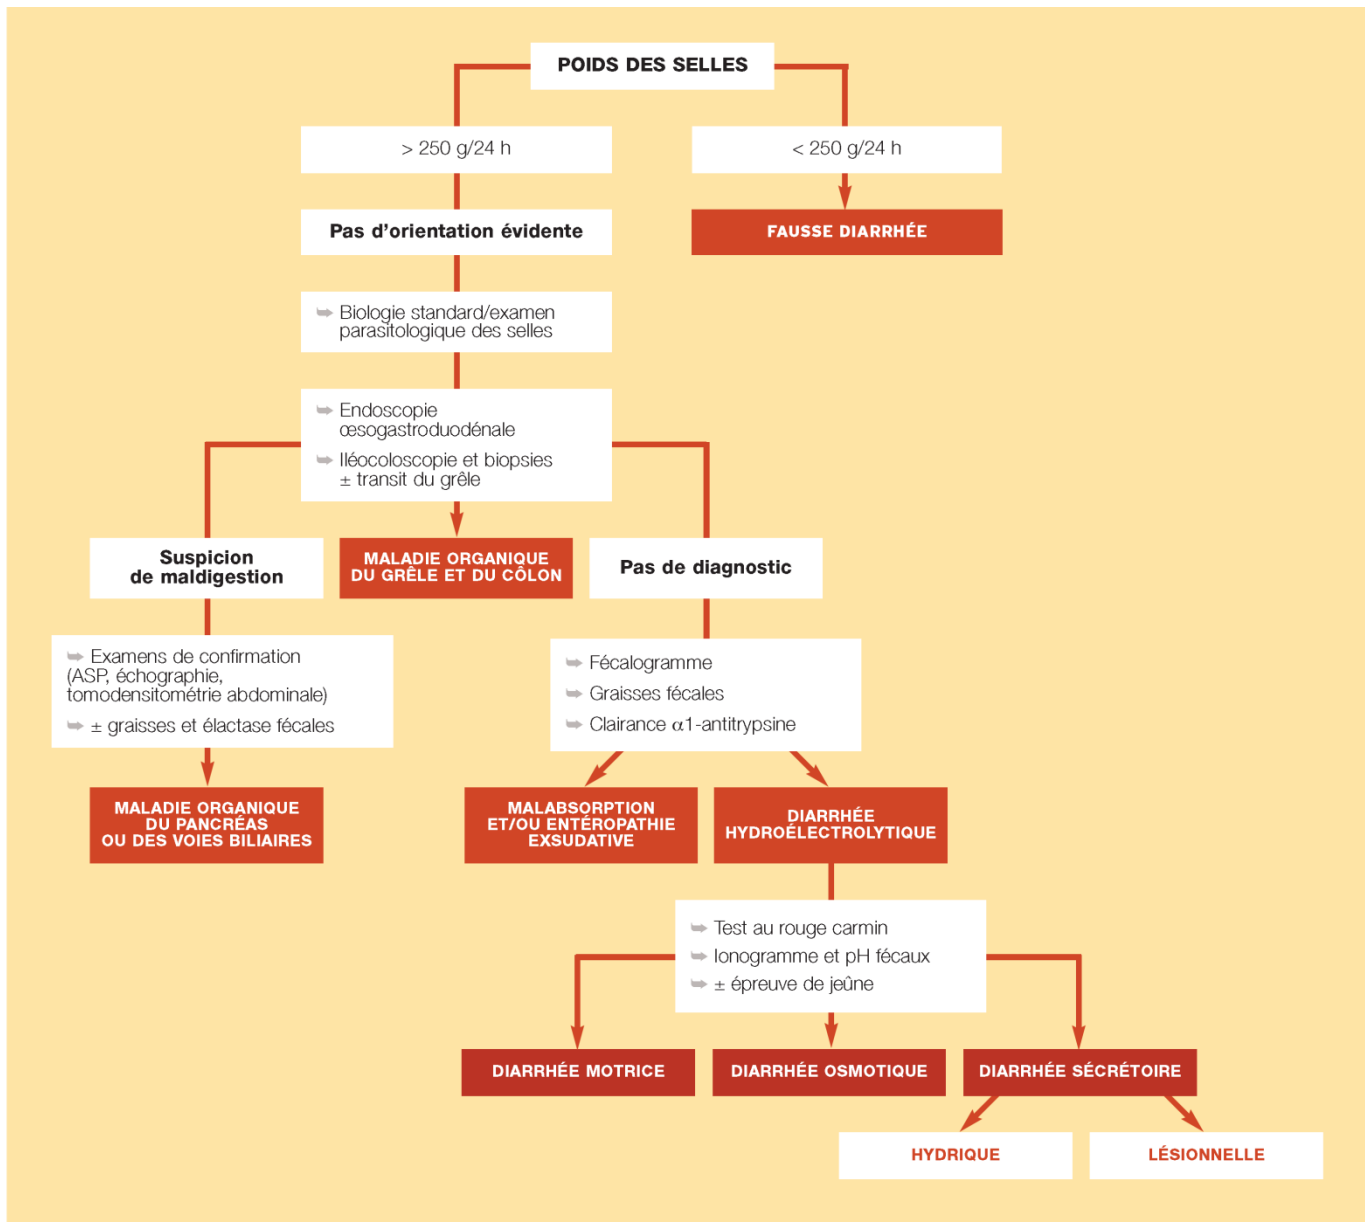 POIDS DES SELLES
> 250 g/24 h
< 250 g/24 h
Pas d'orientation évidente
FAUSSE DIARRHÉE
Biologie standard/examen
parasitologique des selles
Endoscopie
œsogastroduodénale
Iléocoloscopie et biopsies
± transit du grêle
Suspicion
de maldigestion
MALADIE ORGANIQUE
DU GRÊLE ET DU CÔLON
Pas de diagnostic
Examens de confirmation
(ASP, échographie,
tomodensitométrie abdominale)
± graisses et élactase fécales
Fécalogramme
Graisses fécales
Clairance α1-antitrypsine
MALADIE ORGANIQUE
DU PANCRÉAS
OU DES VOIES BILIAIRES
MALABSORPTION
ET/OU ENTÉROPATHIE
EXSUDATIVE
DIARRHÉE
HYDROÉLECTROLYTIQUE
Test au rouge carmin
Ionogramme et pH fécaux
± épreuve de jeûne
DIARRHÉE MOTRICE
DIARRHÉE OSMOTIQUE
DIARRHÉE SÉCRÉTOIRE
HYDRIQUE
LÉSIONNELLE